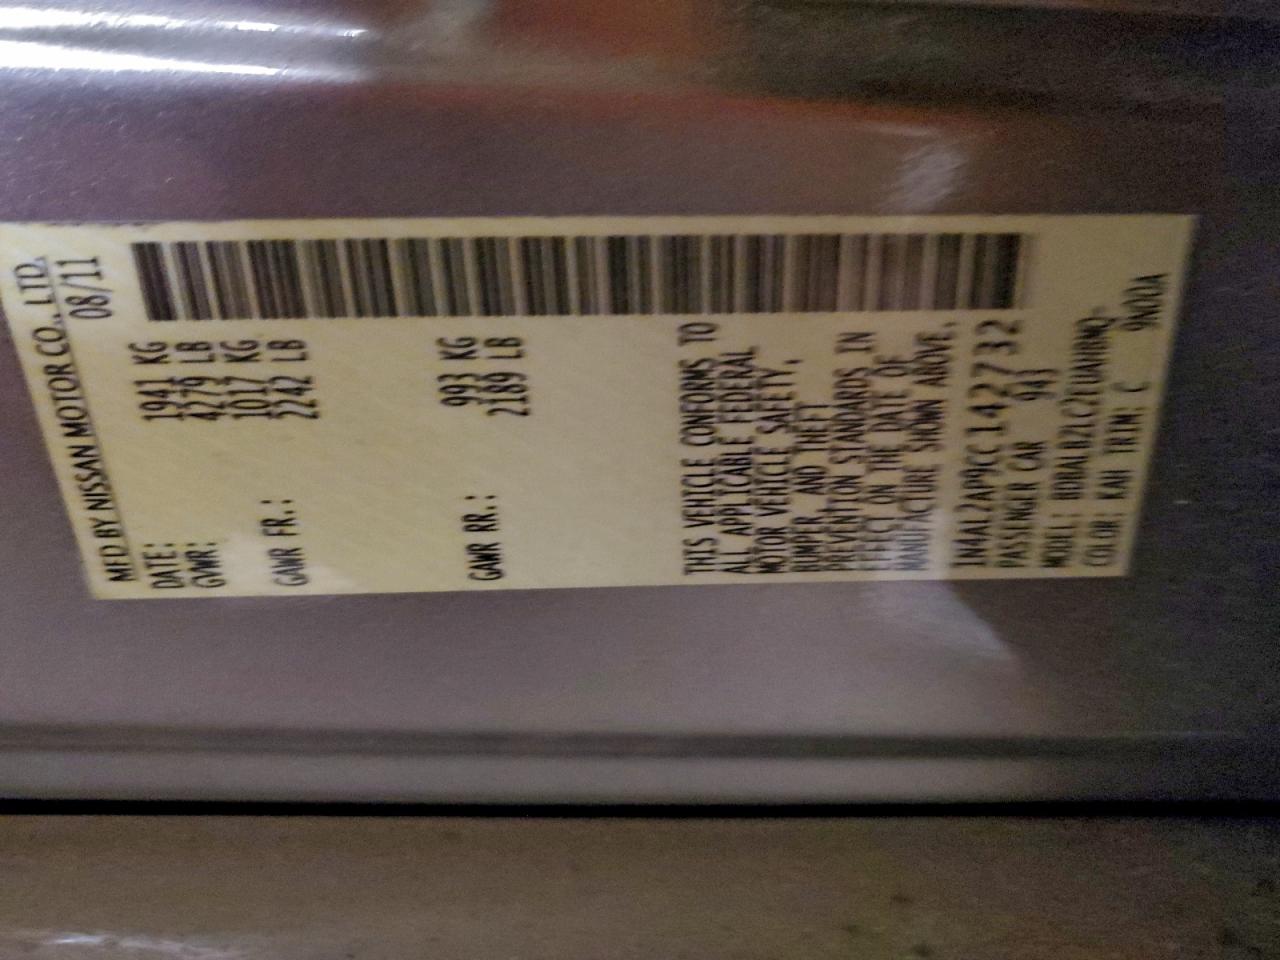 MFD BY NISSAN MOTOR CO., LTD.
DATE: 08/11
GVWR: 1941 KG
4279 LB
GAWR FR.: 1017 KG
2242 LB
GAWR RR.: 993 KG
2189 LB
THIS VEHICLE CONFORMS TO
ALL APPLICABLE FEDERAL
MOTOR VEHICLE SAFETY,
BUMPER, AND THEFT
PREVENTION STANDARDS IN
EFFECT ON THE DATE OF
MANUFACTURE SHOWN ABOVE.
1N4AL2AP9CC142732
PASSENGER CAR 943
MODEL:
COLOR: KAH TRIM: C